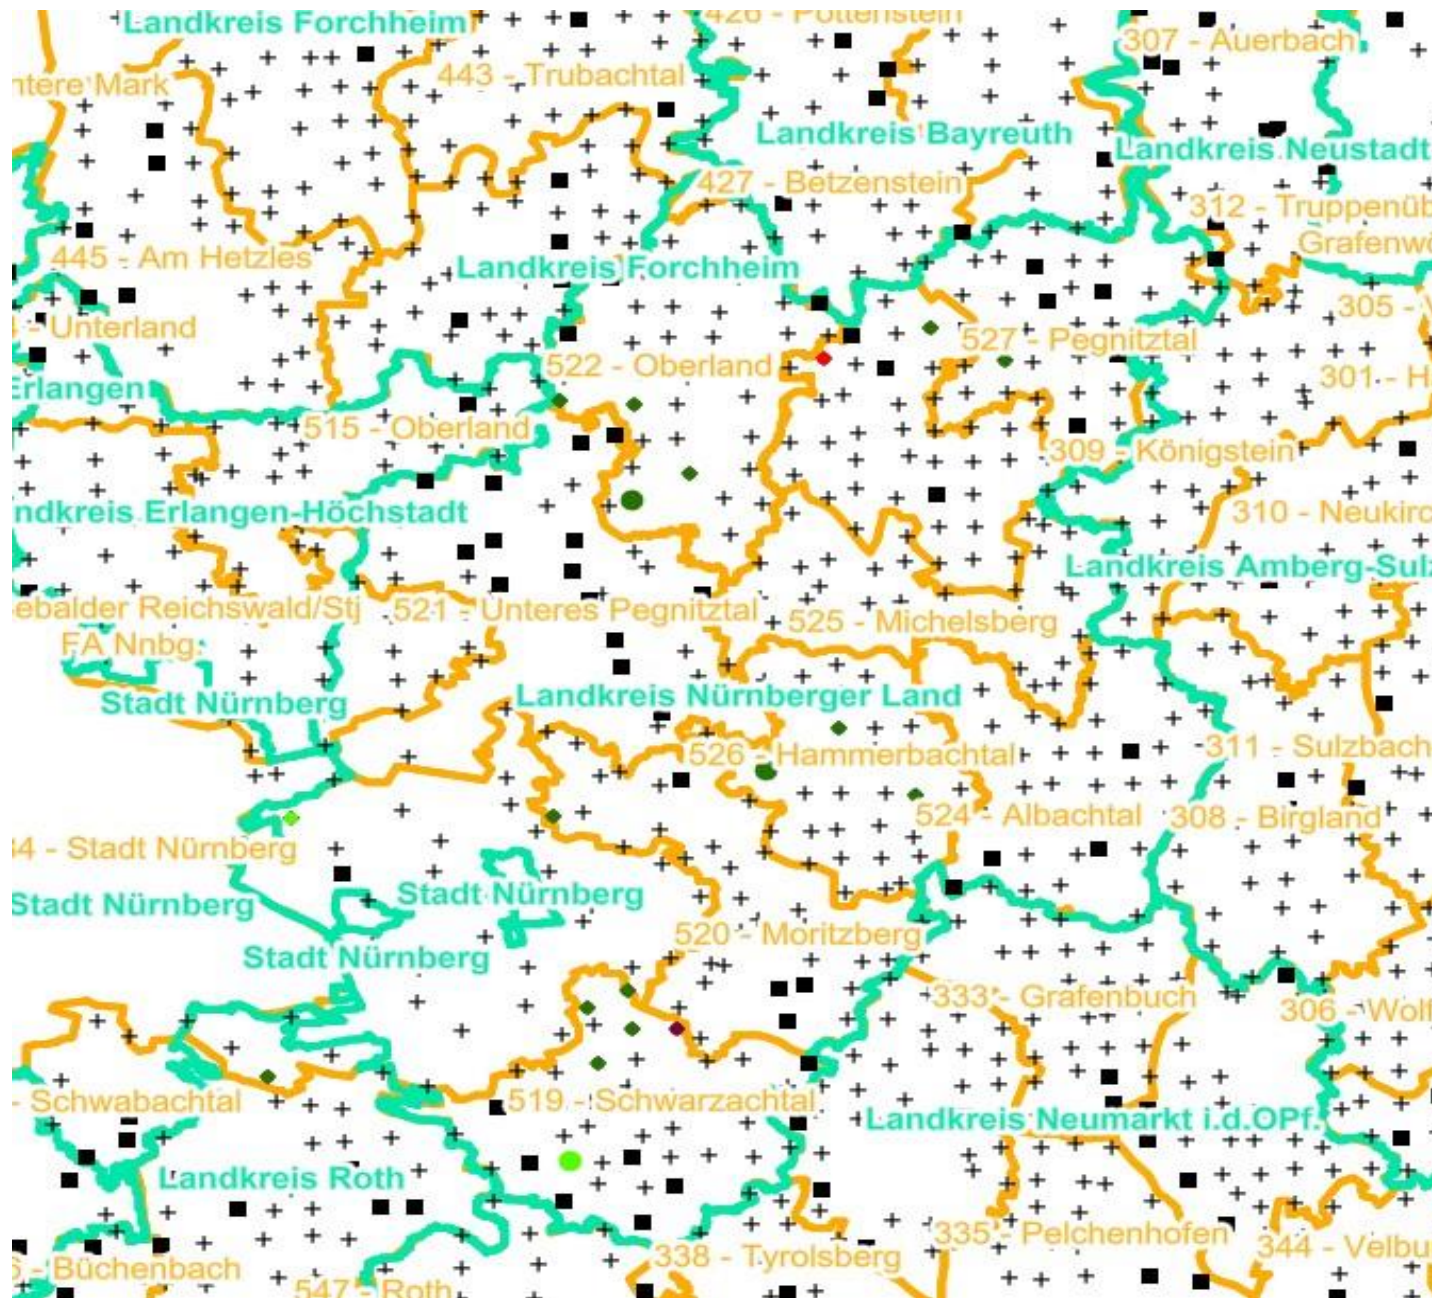 426 - Pottenstein
Landkreis Forchheim
307 - Auerbach
443 - Trubachtal
ntere Mark
Landkreis Bayreuth
Landkreis Neustadt
427 - Betzenstein
312 - Truppenüb
Grafenwö
445 - Am Hetzles
Landkreis Forchheim
305 - V
- Unterland
527 - Pegnitztal
522 - Oberland
301 - H
Erlangen
515 - Oberland
309 - Königstein
ndkreis Erlangen-Höchstadt
310 - Neukirc
Landkreis Amberg-Sulz
ebalder Reichswald/Stj
521 - Unteres Pegnitztal
525 - Michelsberg
FA Nnbg.
Landkreis Nürnberger Land
Stadt Nürnberg
311 - Sulzbach
526 - Hammerbachtal
524 - Albachtal
308 - Birgland
4 - Stadt Nürnberg
Stadt Nürnberg
Stadt Nürnberg
520 - Moritzberg
Stadt Nürnberg
333 - Grafenbuch
306 - Wolf
- Schwabachtal
519 - Schwarzachtal
Landkreis Neumarkt i.d.OPf.
Landkreis Roth
335 - Pelchenhofen
344 - Velbu
338 - Tyrolsberg
6 - Büchenbach
547 - Roth